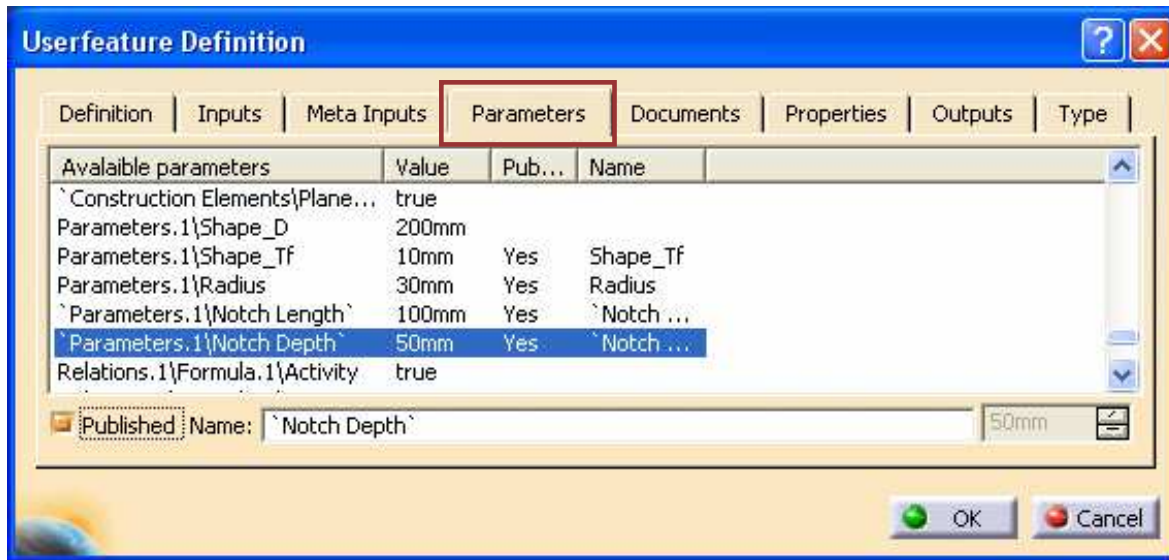 Userfeature Definition
Definition Inputs Meta Inputs Parameters Documents Properties Outputs Type
Avalaible parameters Value Pub... Name
`Construction Elements\Plane... true
Parameters.1\Shape_D 200mm
Parameters.1\Shape_Tf 10mm Yes Shape_Tf
Parameters.1\Radius 30mm Yes Radius
`Parameters.1\Notch Length` 100mm Yes `Notch ...
`Parameters.1\Notch Depth` 50mm Yes `Notch ...
Relations.1\Formula.1\Activity true
Published Name: `Notch Depth` 50mm
OK Cancel